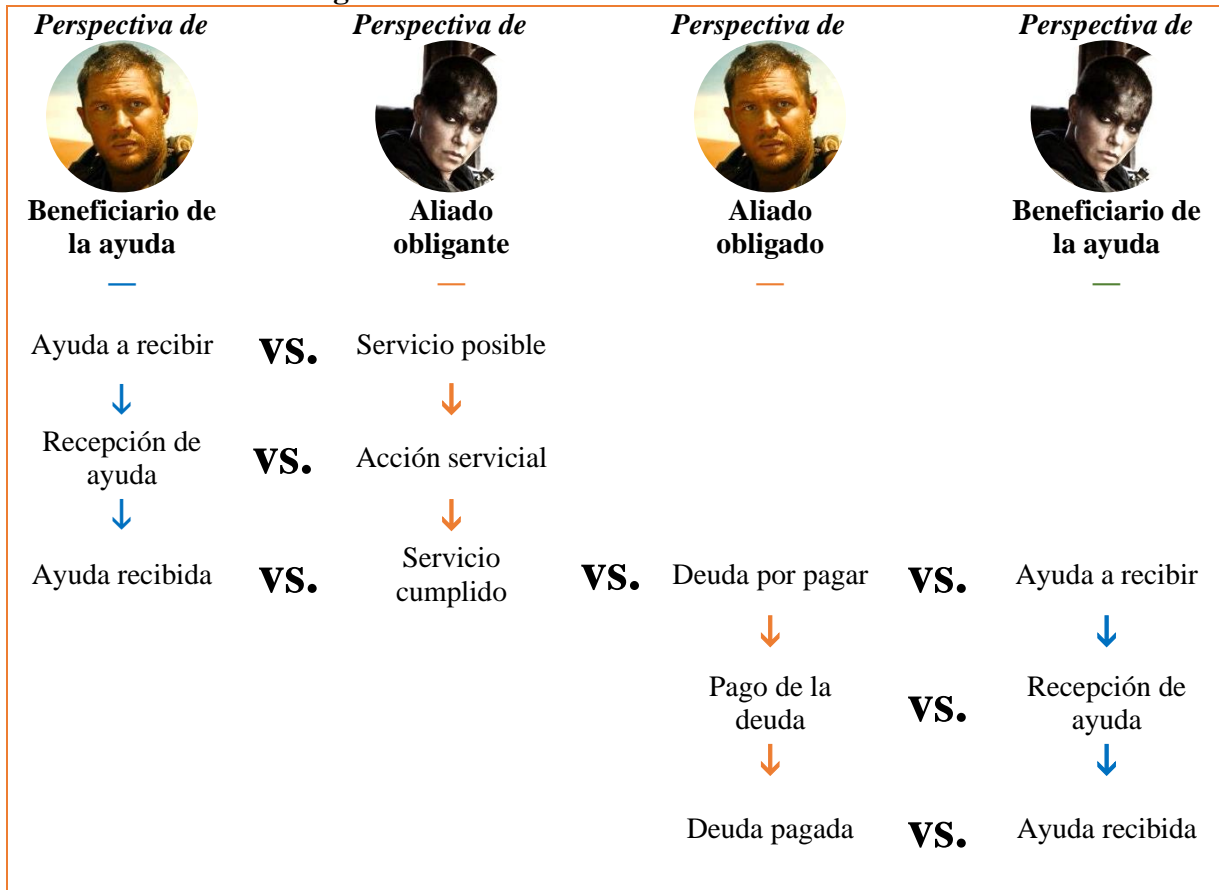 Perspectiva de Perspectiva de Perspectiva de Perspectiva de
Beneficiario de Aliado Aliado Beneficiario de
la ayuda obligante obligado la ayuda
Ayuda a recibir vs. Servicio posible
Recepción de
ayuda
vs. Acción servicial
Ayuda recibida vs. Servicio
cumplido
vs. Deuda por pagar vs. Ayuda a recibir
Pago de la
deuda
vs. Recepción de
ayuda
Deuda pagada vs. Ayuda recibida